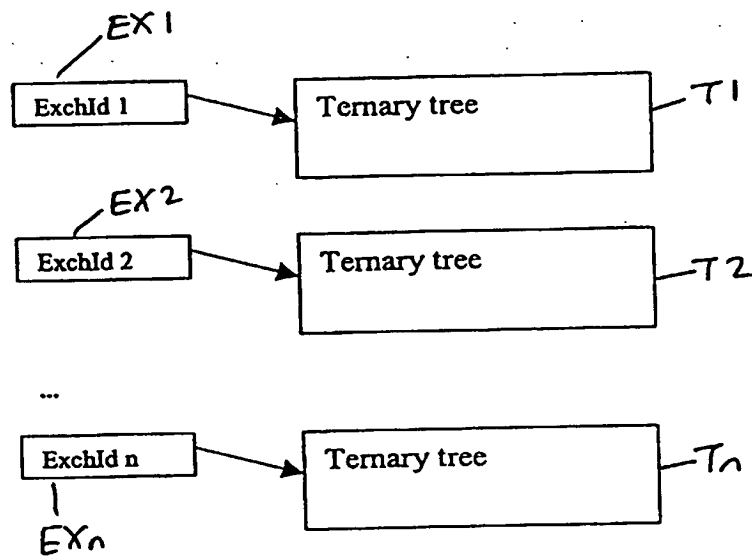 EX1
ExchId 1
Ternary tree
T1
EX2
ExchId 2
Ternary tree
T2
...
ExchId n
Ternary tree
Tn
EXn